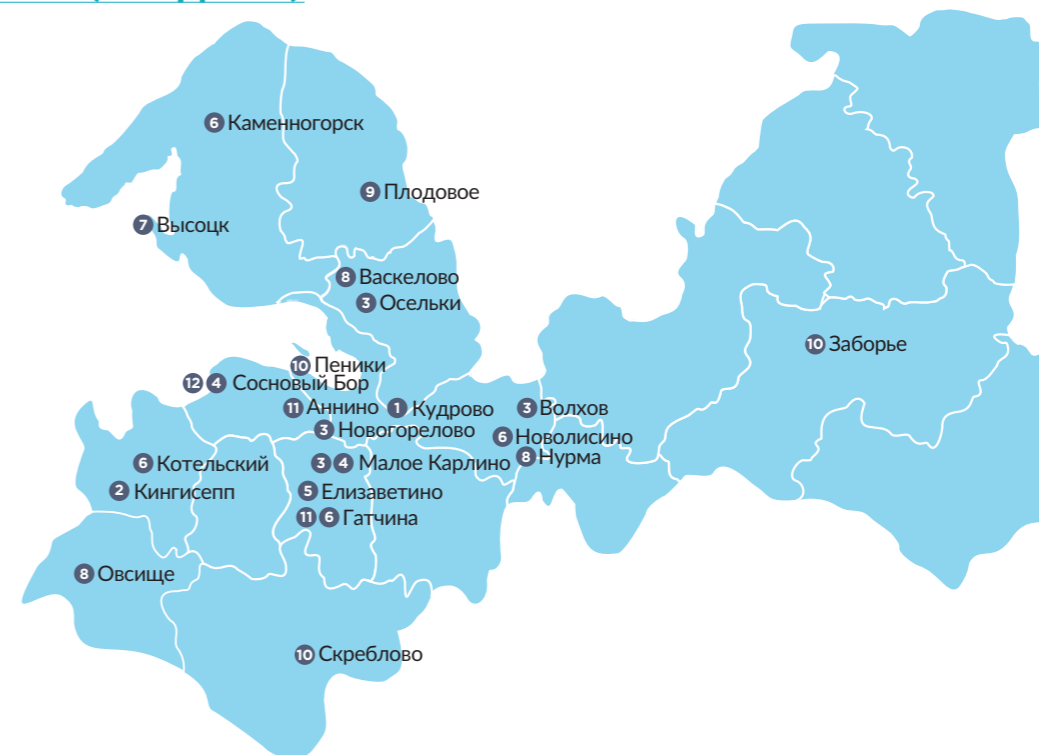 6 Каменногорск
9 Плодовое
7 Высоцк
8 Васкелово
3 Осельки
10 Заборье
10 Пеники
12 4 Сосновый Бор
11 Аннино
1 Кудрово
3 Волхов
3 Новогорелово
6 Новолисино
8 Нурма
6 Котельский
3 4 Малое Карлино
2 Кингисепп
5 Елизаветино
11 6 Гатчина
8 Овсище
10 Скреблово